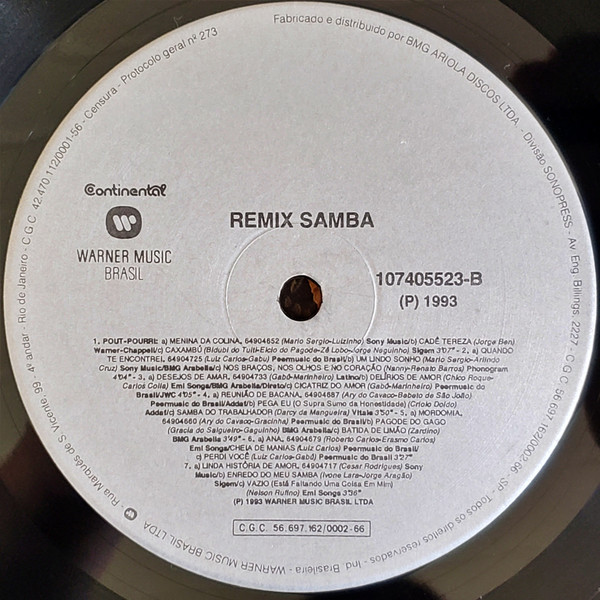 Fabricado e distribuido por BMG ARIOLA DISCOS LTDA. - Divisão SONOPRESS - Av. Eng. Billings, 2227 - C G C 56.697.162/0002-66 SP - Todos os direitos reservados - Ind. Brasileira - WARNER MUSIC BRASIL LTDA
Rua Marquês de S. Vicente, 99, 4º andar - Rio de Janeiro - C.G.C 42.470.112/0001-56 - Censura - Protocolo geral nº 273
Continental
WARNER MUSIC
BRASIL
REMIX SAMBA
107405523-B
(P) 1993
1. POUT-POURRI: a) MENINA DA COLINA, 64904652 (Mario Sergio-Luizinho) Sony Music/b) CADÊ TEREZA (Jorge Ben)
Warner-Chappell/c) CAXAMBÚ (Bidubi do Tuiti-Elcio do Pagode-Zé Lobo-Jorge Neguinho) Sigem 3'07" - 2, a) QUANDO
TE ENCONTREI, 64904725 (Luiz Carlos-Gabu) Peermusic do Brasil/b) UM LINDO SONHO (Mario Sergio-Arlindo
Cruz) Sony Music/BMG Arabella/c) NOS BRAÇOS, NOS OLHOS E NO CORAÇÃO (Nanny-Renato Barros) Phonogram
4'04" - 3, a) DESEJOS DE AMAR, 64904733 (Gabú-Marinheiro) Latino/b) DELÍRIOS DE AMOR (Chico Roque-
Carlos Colla) Emi Songs/BMG Arabella/Direto/c) CICATRIZ DO AMOR (Gabú-Marinheiro) Peermusic do
Brasil/JWC 4'05" - 4, a) REUNIÃO DE BACANA, 64904687 (Ary do Cavaco-Bebeto de São João)
Peermusic do Brasil/Addaf/b) PEGA EU (O Supra Sumo da Honestidade) (Criolo Doido)
Addaf/c) SAMBA DO TRABALHADOR (Darcy da Mangueira) Vitale 3'50" - 5, a) MORDOMIA,
64904660 (Ary do Cavaco-Gracinha) Peermusic do Brasil/b) PAGODE DO GAGO
(Gracia do Salgueiro-Gaguinho) BMG Arabella/c) BATIDA DE LIMÃO (Zardino)
BMG Arabella 3'49" - 6, a) ANA, 64904679 (Roberto Carlos-Erasmo Carlos)
Emi Songs/CHEIA DE MANIAS (Luiz Carlos) Peermusic do Brasil/
c) PERDI VOCÊ (Luiz Carlos-Gabú) Peermusic do Brasil 3'27"
7. a) LINDA HISTÓRIA DE AMOR, 64904717 (Cesar Rodrigues) Sony
Music/b) ENREDO DO MEU SAMBA (Ivone Lara-Jorge Aragão)
Sigem/c) VAZIO (Está Faltando Uma Coisa Em Mim)
(Nelson Rufino) Emi Songs 3'36"
(P) 1993 WARNER MUSIC BRASIL LTDA
C.G.C. 56.697.162/0002-66